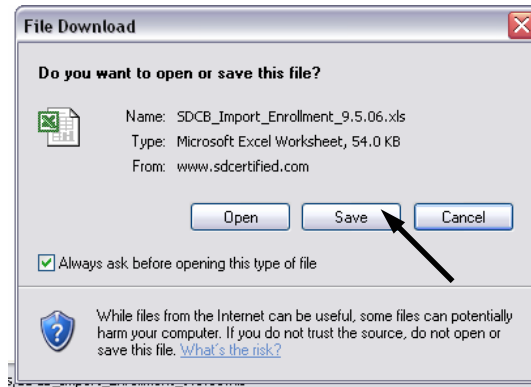 File Download
Do you want to open or save this file?
Name: SDCB_Import_Enrollment_9.5.06.xls
Type: Microsoft Excel Worksheet, 54.0 KB
From: www.sdcertified.com
Open Save Cancel
Always ask before opening this type of file
While files from the Internet can be useful, some files can potentially
harm your computer. If you do not trust the source, do not open or
save this file. What's the risk?